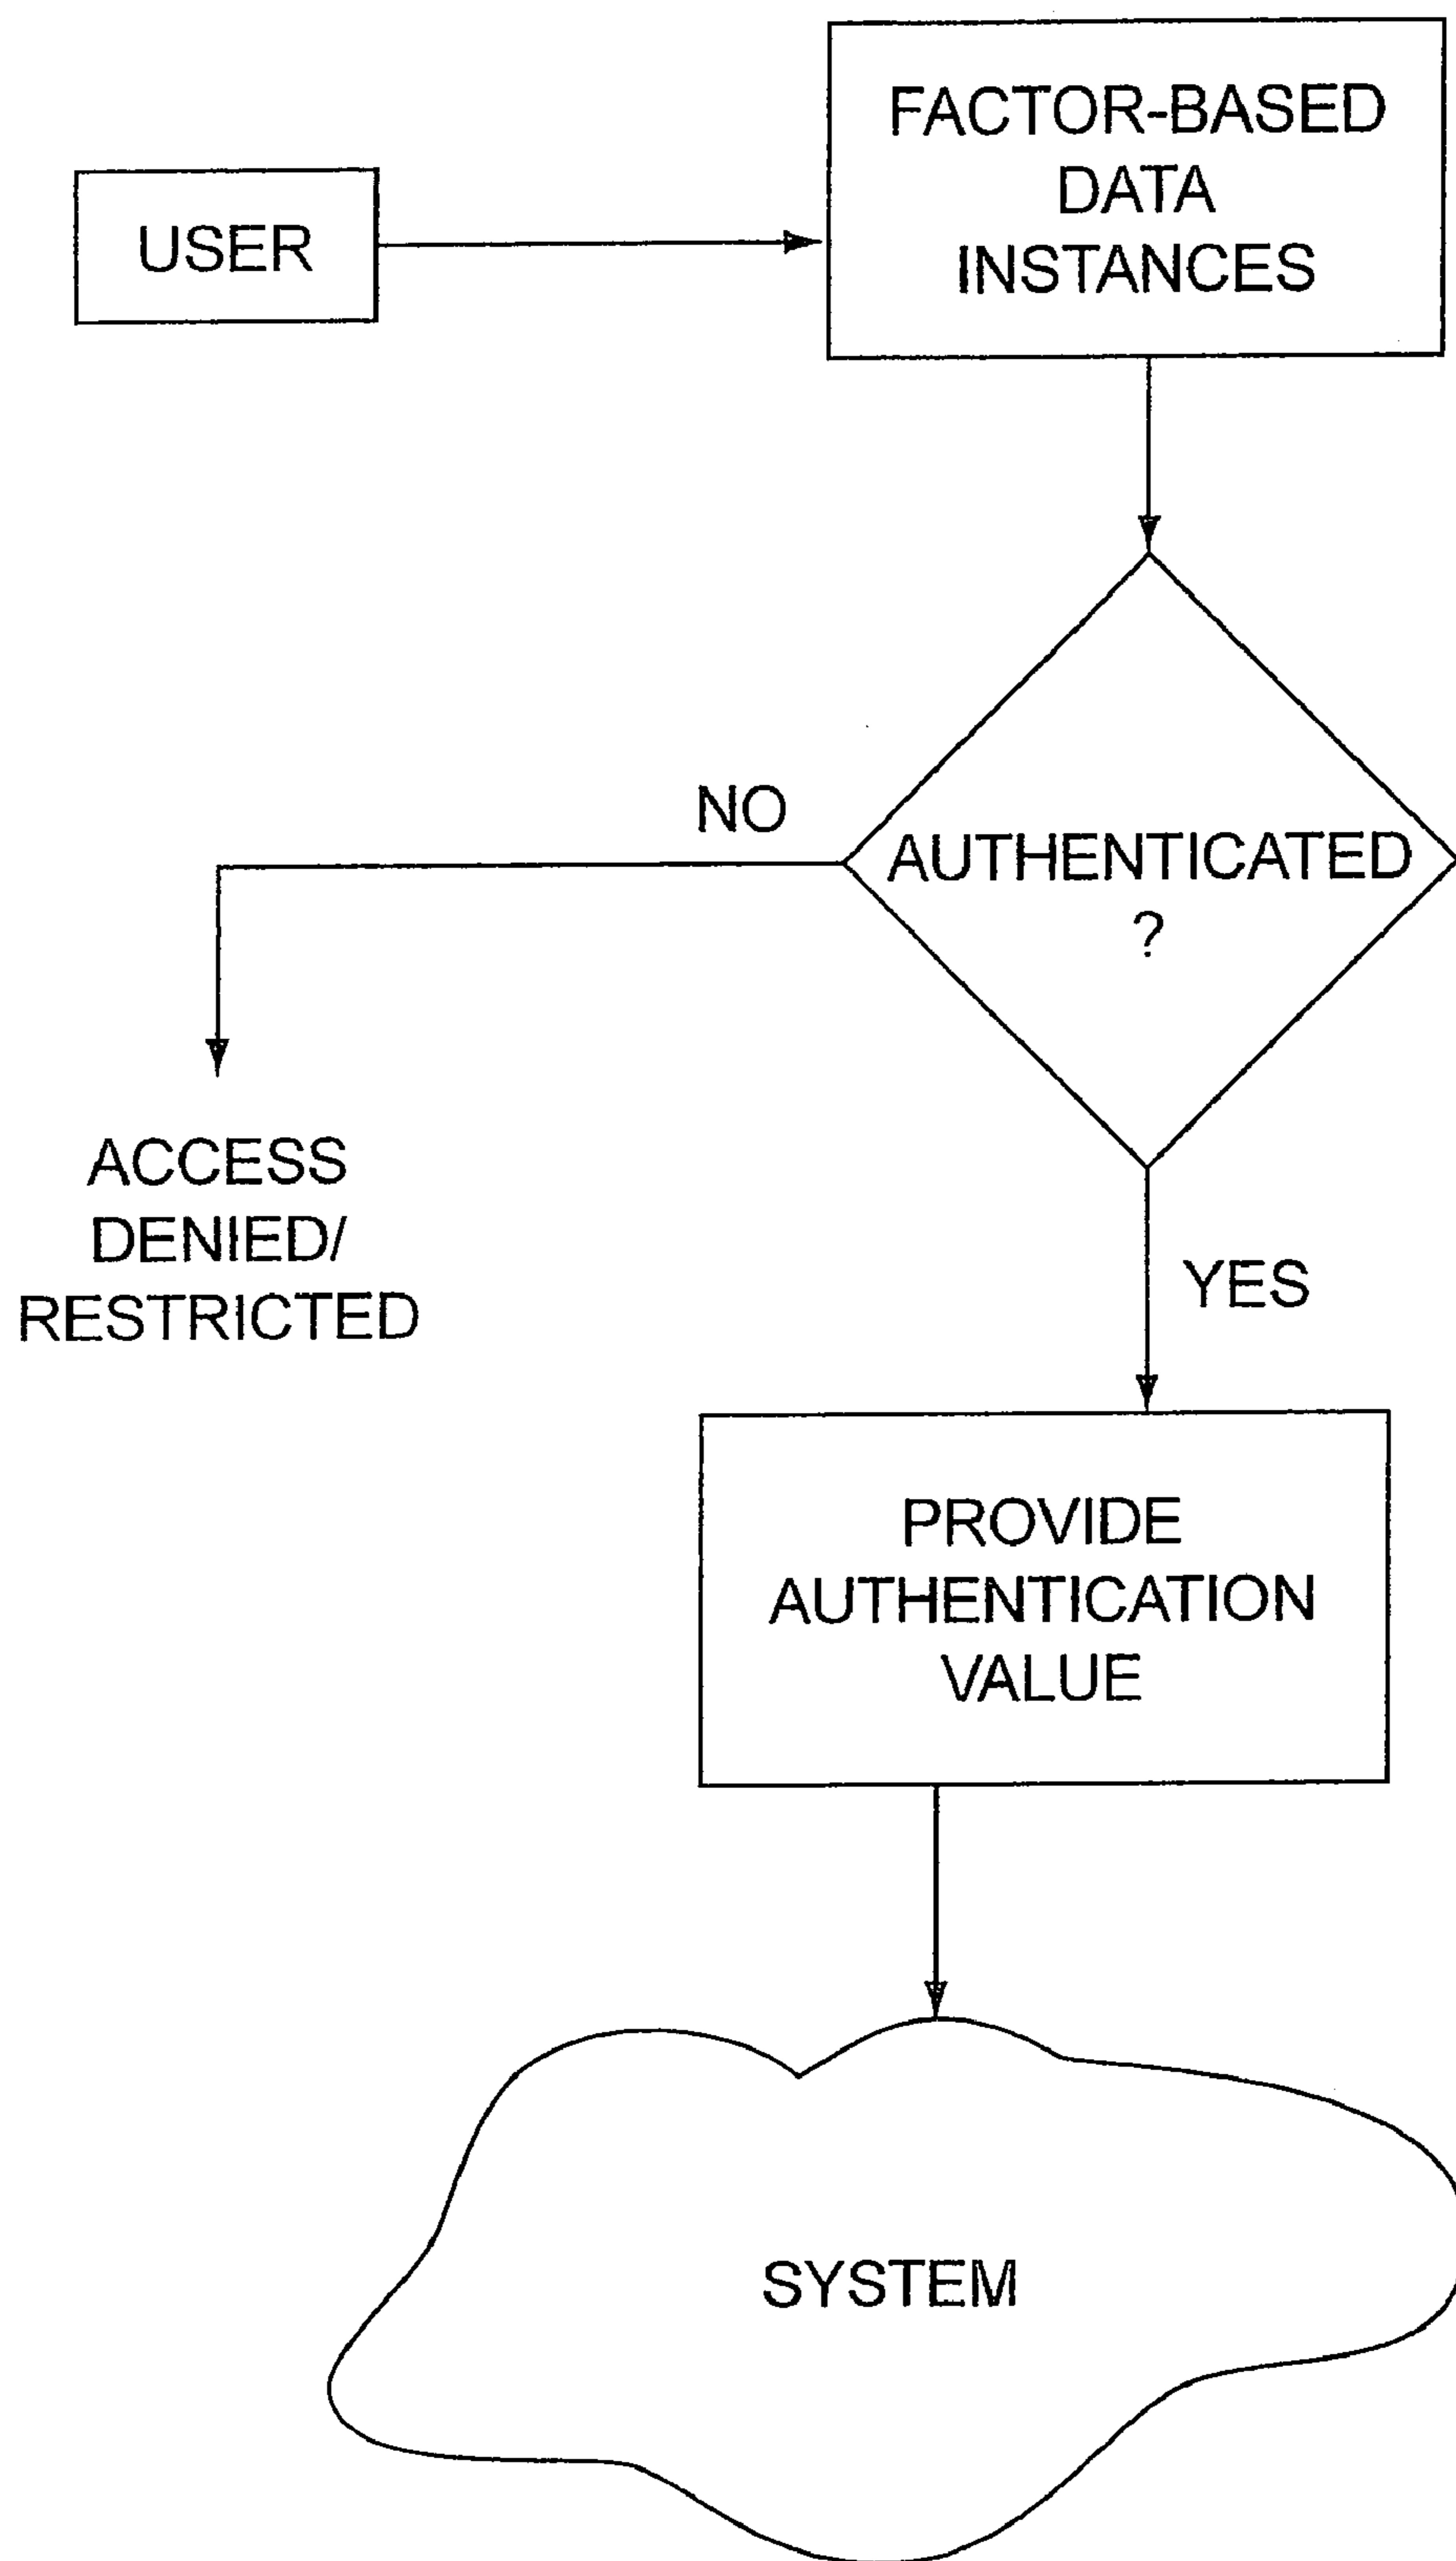 FACTOR-BASED
DATA
INSTANCES
USER
NO
AUTHENTICATED
?
ACCESS
DENIED/
RESTRICTED
YES
PROVIDE
AUTHENTICATION
VALUE
SYSTEM